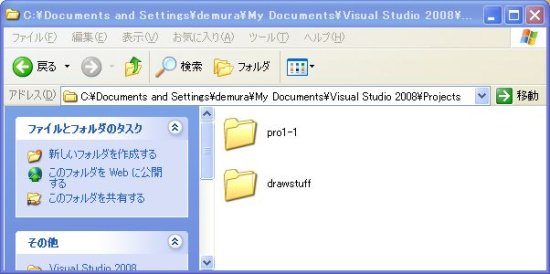 C:¥Documents and Settings¥demura¥My Documents¥Visual Studio 2008¥...
ファイル(F) 編集(E) 表示(V) お気に入り(A) ツール(T) ヘルプ(H)
戻る 検索 フォルダ
アドレス(D) C:¥Documents and Settings¥demura¥My Documents¥Visual Studio 2008¥Projects 移動
ファイルとフォルダのタスク
新しいフォルダを作成する
このフォルダを Web に公開
する
このフォルダを共有する
その他
Visual Studio 2008
pro1-1
drawstuff